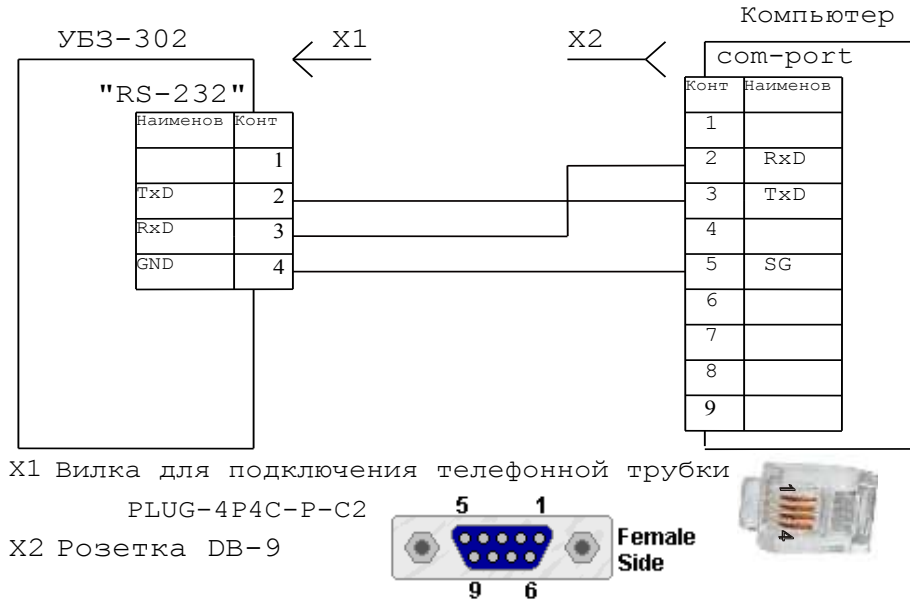 Компьютер
УБЗ-302
X1
X2
com-port
"RS-232"
Наименов Конт
1
TxD 2
RxD 3
GND 4
Конт Наименов
1
2 RxD
3 TxD
4
5 SG
6
7
8
9
X1 Вилка для подключения телефонной трубки
PLUG-4P4C-P-C2
X2 Розетка DB-9
5 1
Female
Side
9 6
1
4